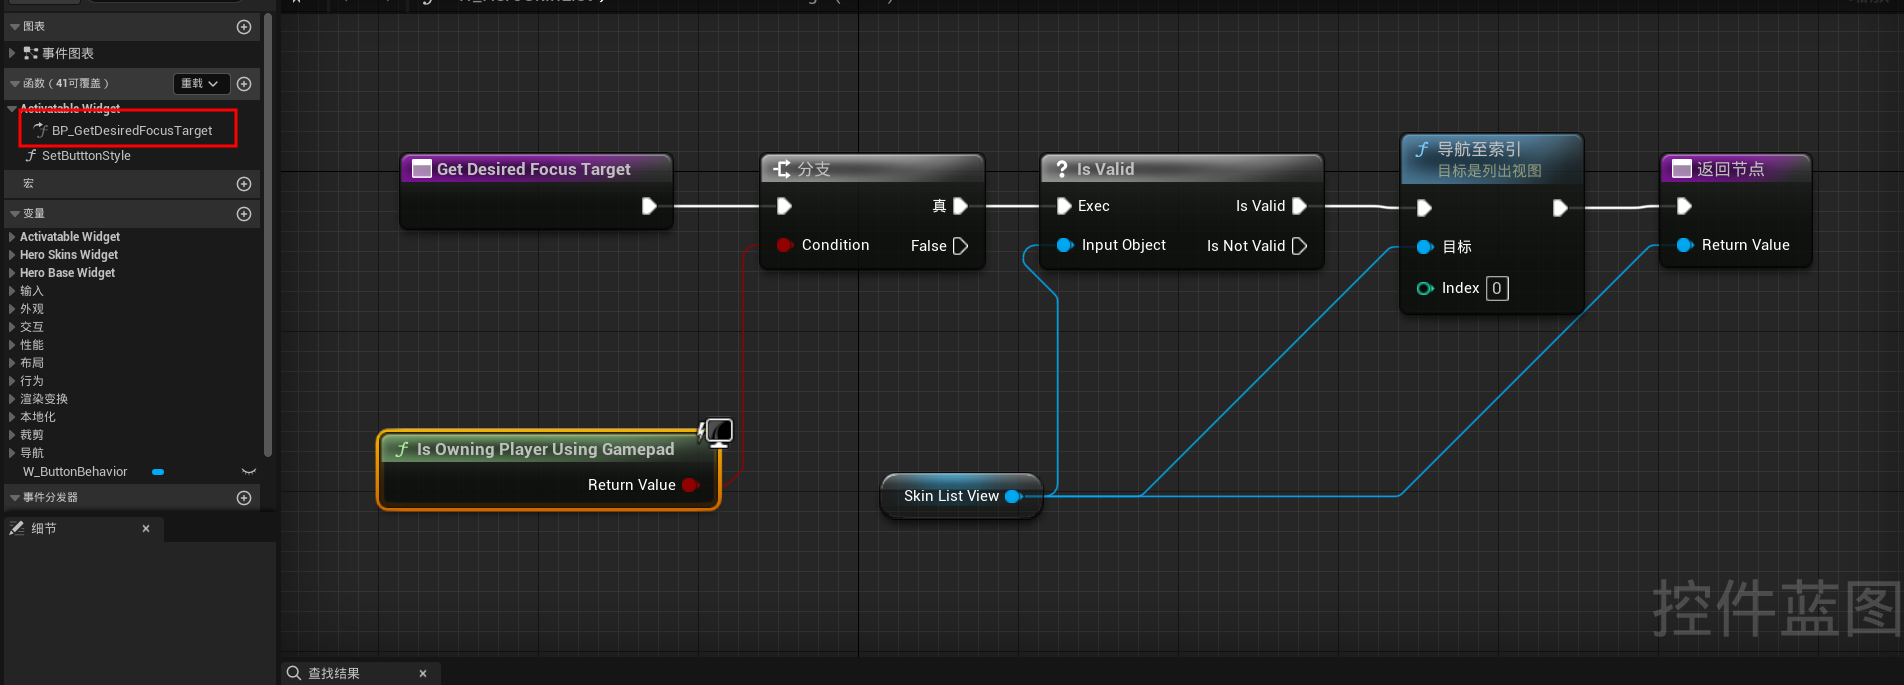 图表
事件图表
函数（41可覆盖）
重载
Activatable Widget
BP_GetDesiredFocusTarget
SetButttonStyle
宏
变量
Activatable Widget
Hero Skins Widget
Hero Base Widget
输入
外观
交互
性能
布局
行为
渲染变换
本地化
裁剪
导航
W_ButtonBehavior
事件分发器
细节
Get Desired Focus Target
分支
真
Condition
False
Is Valid
Exec
Is Valid
Input Object
Is Not Valid
导航至索引
目标是列出视图
目标
Index 0
返回节点
Return Value
Is Owning Player Using Gamepad
Return Value
Skin List View
控件蓝图
查找结果